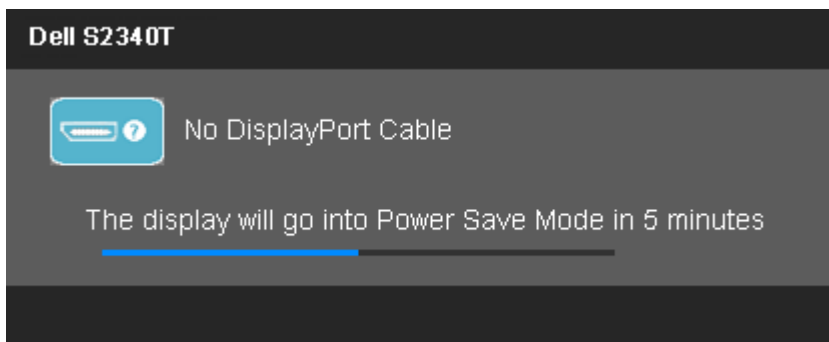 Dell S2340T
No DisplayPort Cable
The display will go into Power Save Mode in 5 minutes